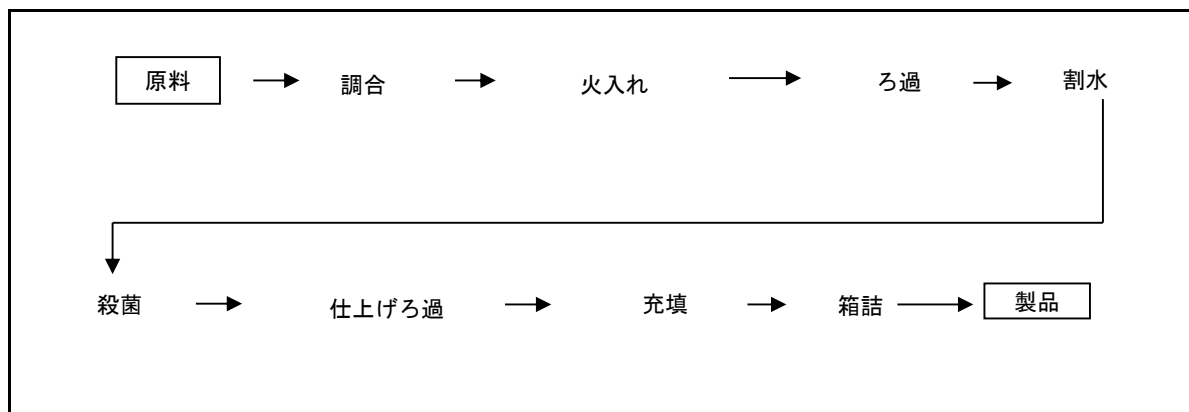 原料 調合 火入れ ろ過 割水
殺菌 仕上げろ過 充填 箱詰 製品